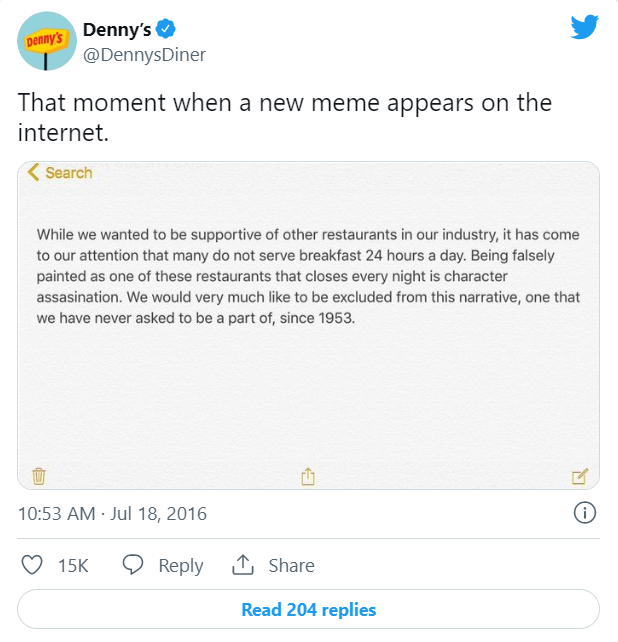 Denny's
Denny's
@DennysDiner
That moment when a new meme appears on the
internet.
Search
While we wanted to be supportive of other restaurants in our industry, it has come
to our attention that many do not serve breakfast 24 hours a day. Being falsely
painted as one of these restaurants that closes every night is character
assasination. We would very much like to be excluded from this narrative, one that
we have never asked to be a part of, since 1953.
10:53 AM · Jul 18, 2016
15K Reply Share
Read 204 replies